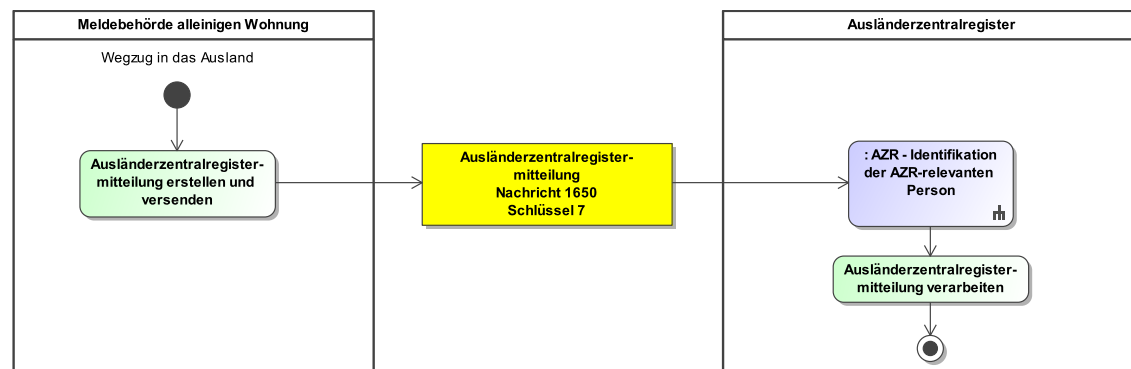 Meldebehörde alleinigen Wohnung
Wegzug in das Ausland
Ausländerzentralregister-
mitteilung erstellen und
versenden
Ausländerzentralregister-
mitteilung
Nachricht 1650
Schlüssel 7
Ausländerzentralregister
: AZR - Identifikation
der AZR-relevanten
Person
Ausländerzentralregister-
mitteilung verarbeiten